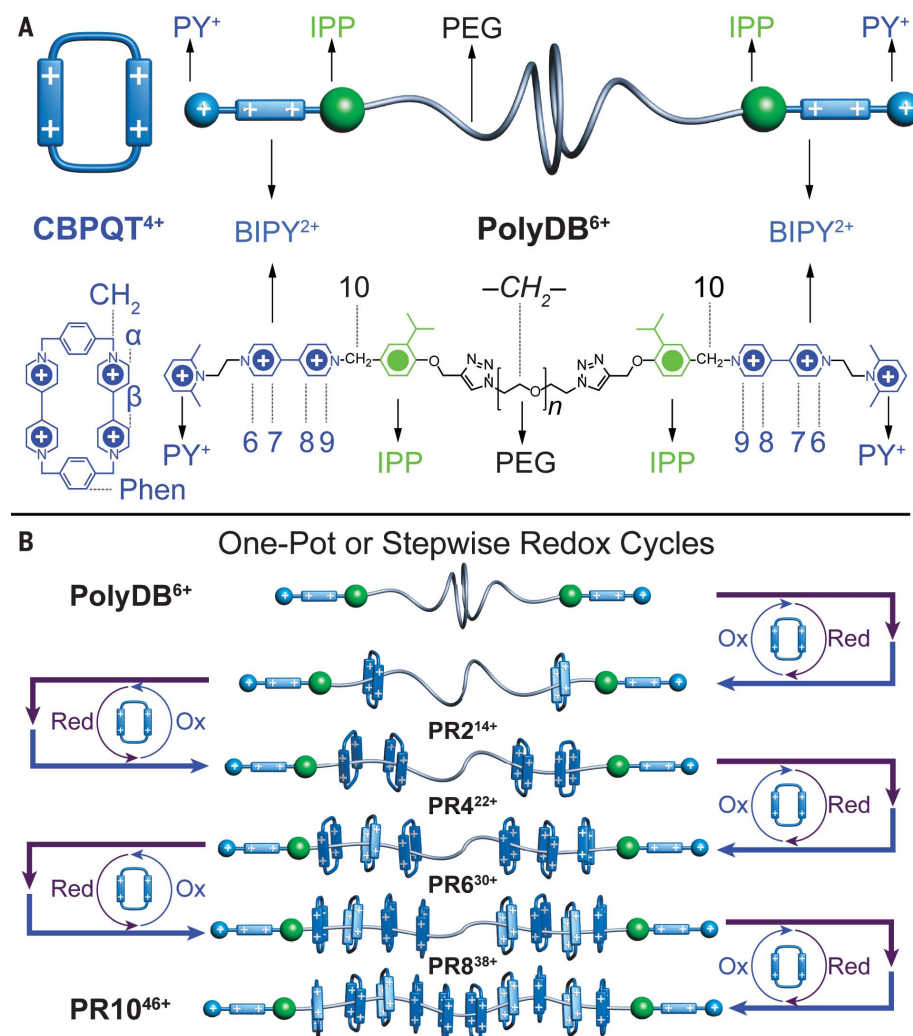 A
PY⁺ IPP PEG IPP PY⁺
+ + + + + + + + + +
CBPQT⁴⁺ BIPY²⁺ PolyDB⁶⁺ BIPY²⁺
CH₂ 10 –CH₂– 10
α
β
N N N N
+ + + +
N + + N CH₂ O N N N O n N N N O CH₂ N + + N
6 7 8 9 9 8 7 6
PY⁺ IPP PEG IPP PY⁺
Phen
B One-Pot or Stepwise Redox Cycles
PolyDB⁶⁺
Ox Red
PR2¹⁴⁺
Red Ox
PR4²²⁺
Ox Red
PR6³⁰⁺
Red Ox
PR8³⁸⁺
Ox Red
PR10⁴⁶⁺